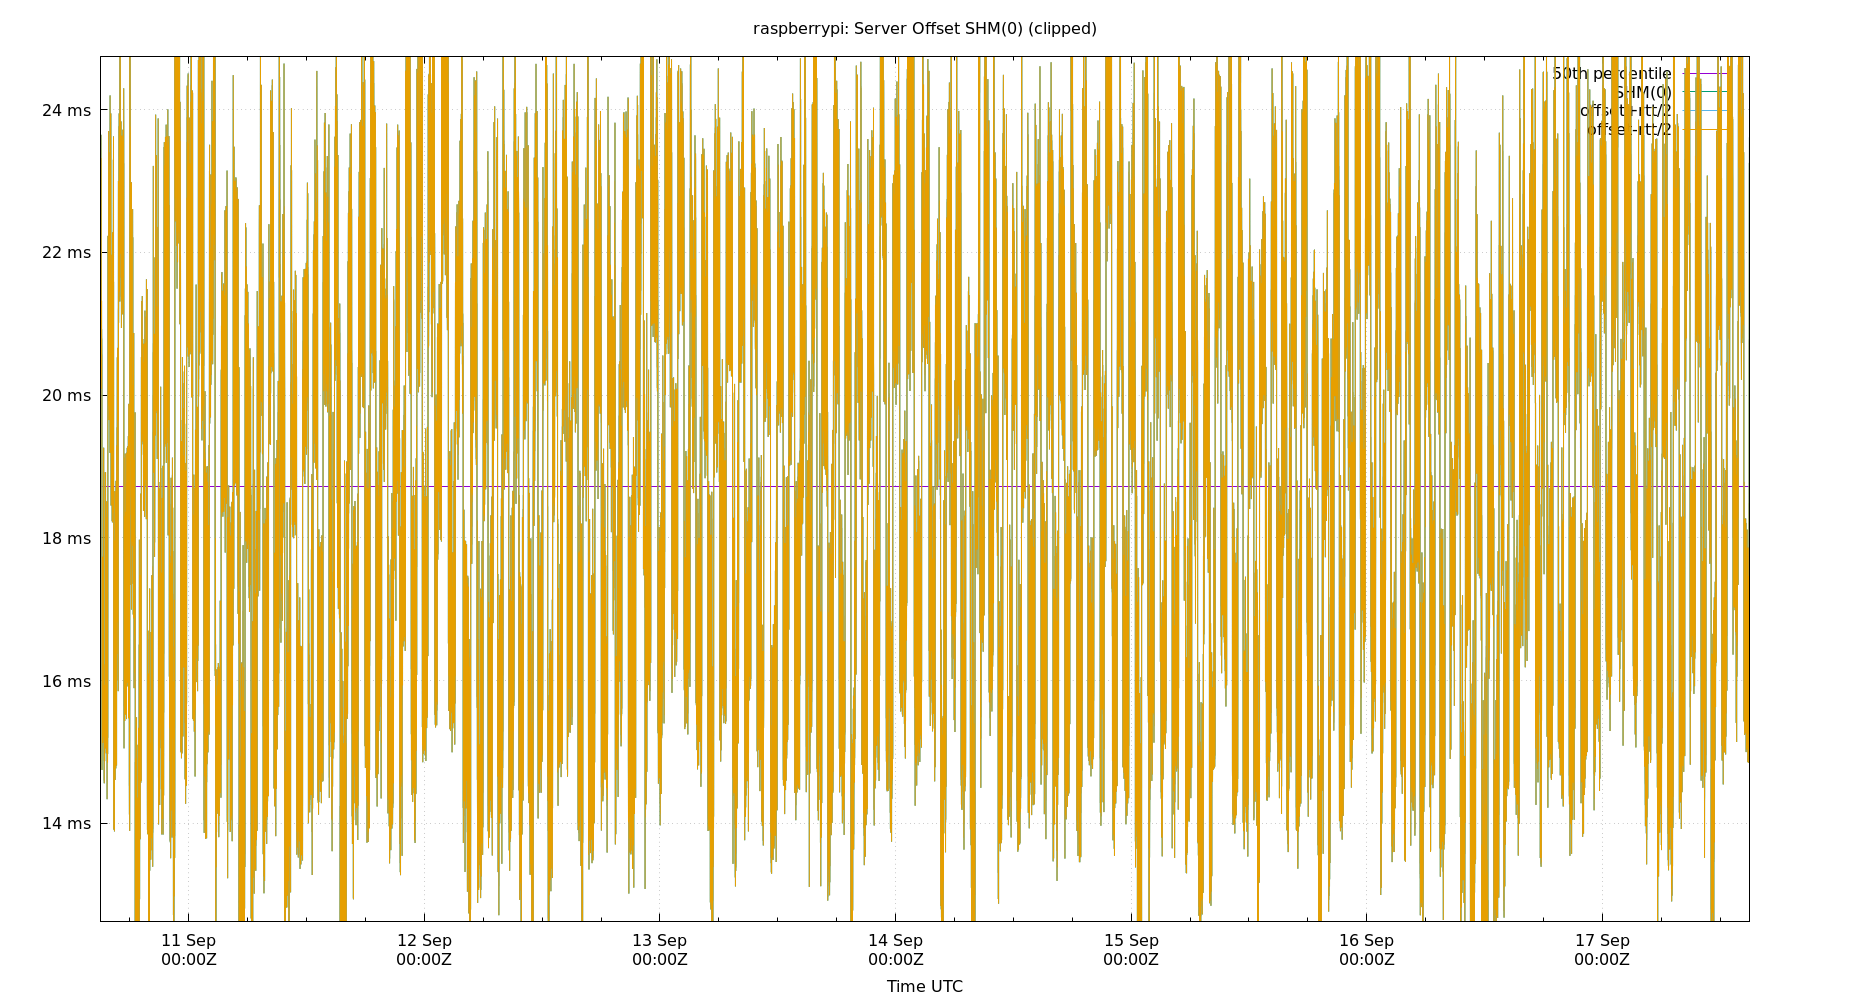 raspberrypi: Server Offset SHM(0) (clipped)
50th percentile
SHM(0)
offset+rtt/2
offset-rtt/2
24 ms
22 ms
20 ms
18 ms
16 ms
14 ms
11 Sep 12 Sep 13 Sep 14 Sep 15 Sep 16 Sep 17 Sep
00:00Z 00:00Z 00:00Z 00:00Z 00:00Z 00:00Z 00:00Z
Time UTC